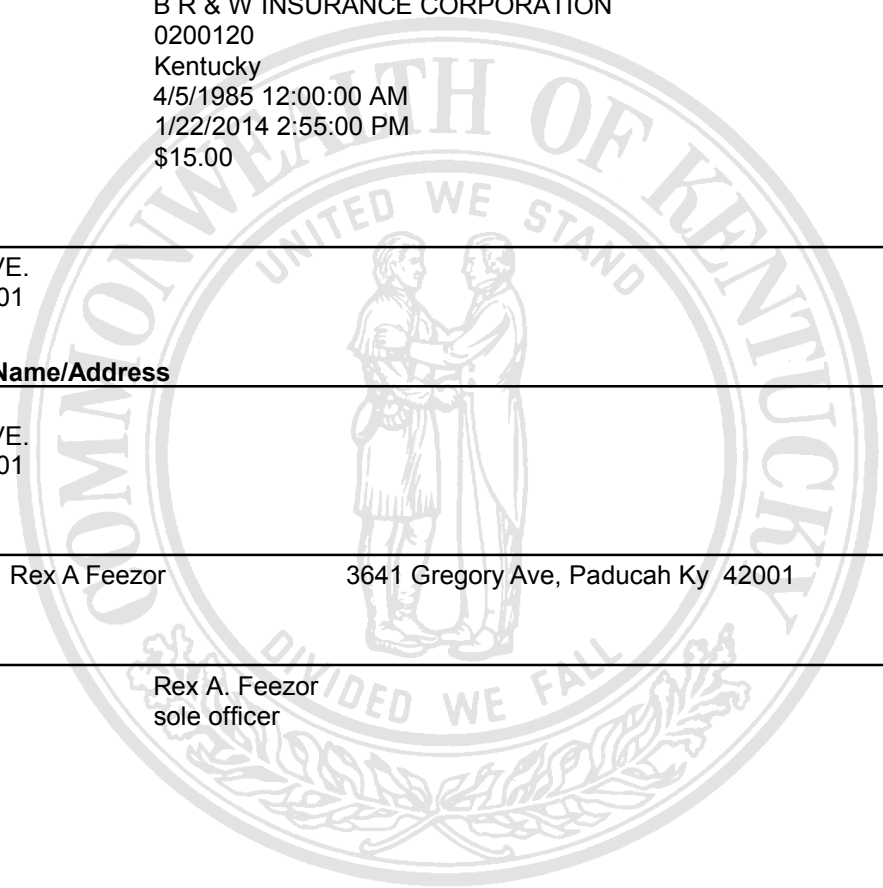 B R & W INSURANCE CORPORATION
0200120
Kentucky
4/5/1985 12:00:00 AM
1/22/2014 2:55:00 PM
$15.00
COMMONWEALTH OF KENTUCKY
UNITED WE STAND
VE.
01
Name/Address
VE.
01
Rex A Feezor 3641 Gregory Ave, Paducah Ky 42001
DIVIDED WE FALL
Rex A. Feezor
sole officer